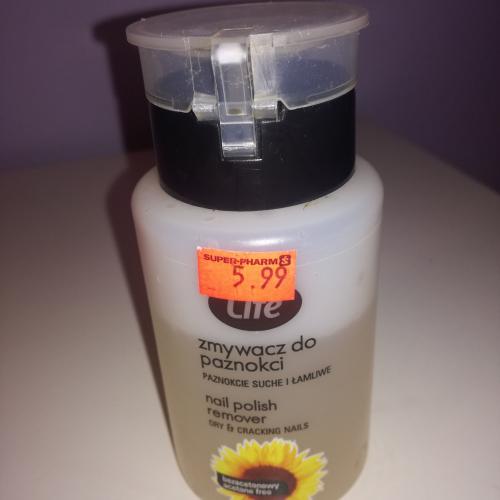 SUPER-PHARM S
5.99
Life
zmywacz do
paznokci
PAZNOKCIE SUCHE I ŁAMLIWE
nail polish
remover
DRY & CRACKING NAILS
bezacetonowy
acetone free